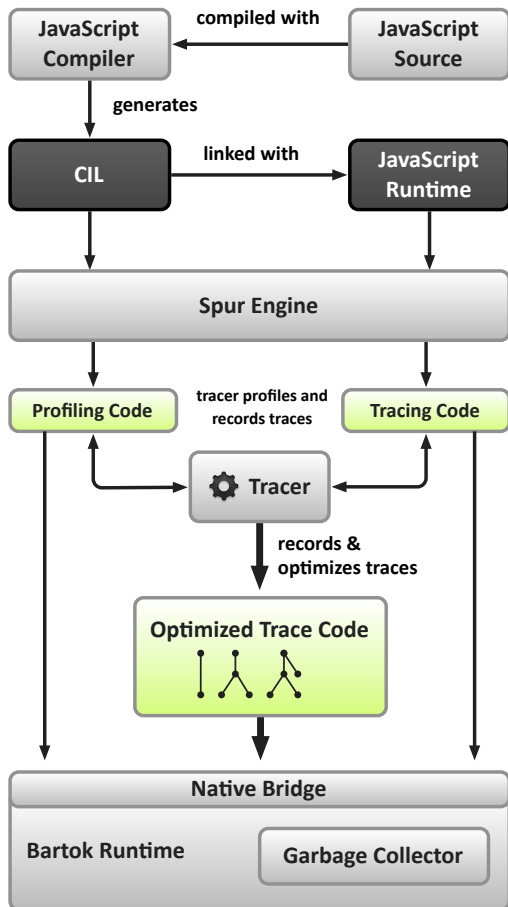 compiled with
JavaScript
Compiler
JavaScript
Source
generates
CIL
linked with
JavaScript
Runtime
Spur Engine
Profiling Code
tracer profiles and
records traces
Tracing Code
Tracer
records &
optimizes traces
Optimized Trace Code
Native Bridge
Bartok Runtime
Garbage Collector